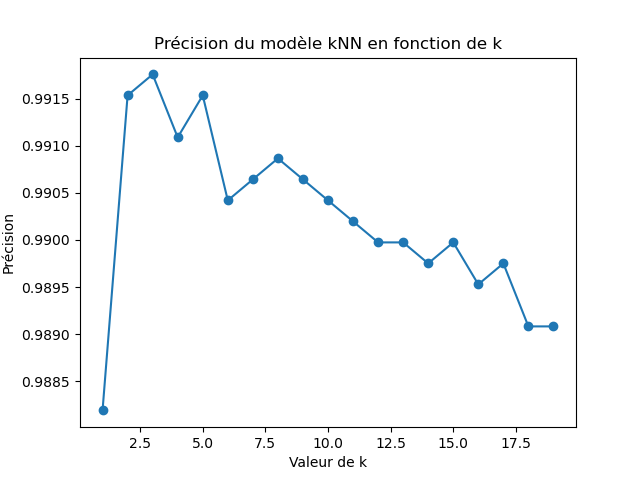 Précision du modèle kNN en fonction de k
0.9915
0.9910
0.9905
0.9900
0.9895
0.9890
0.9885
Précision
2.5 5.0 7.5 10.0 12.5 15.0 17.5
Valeur de k